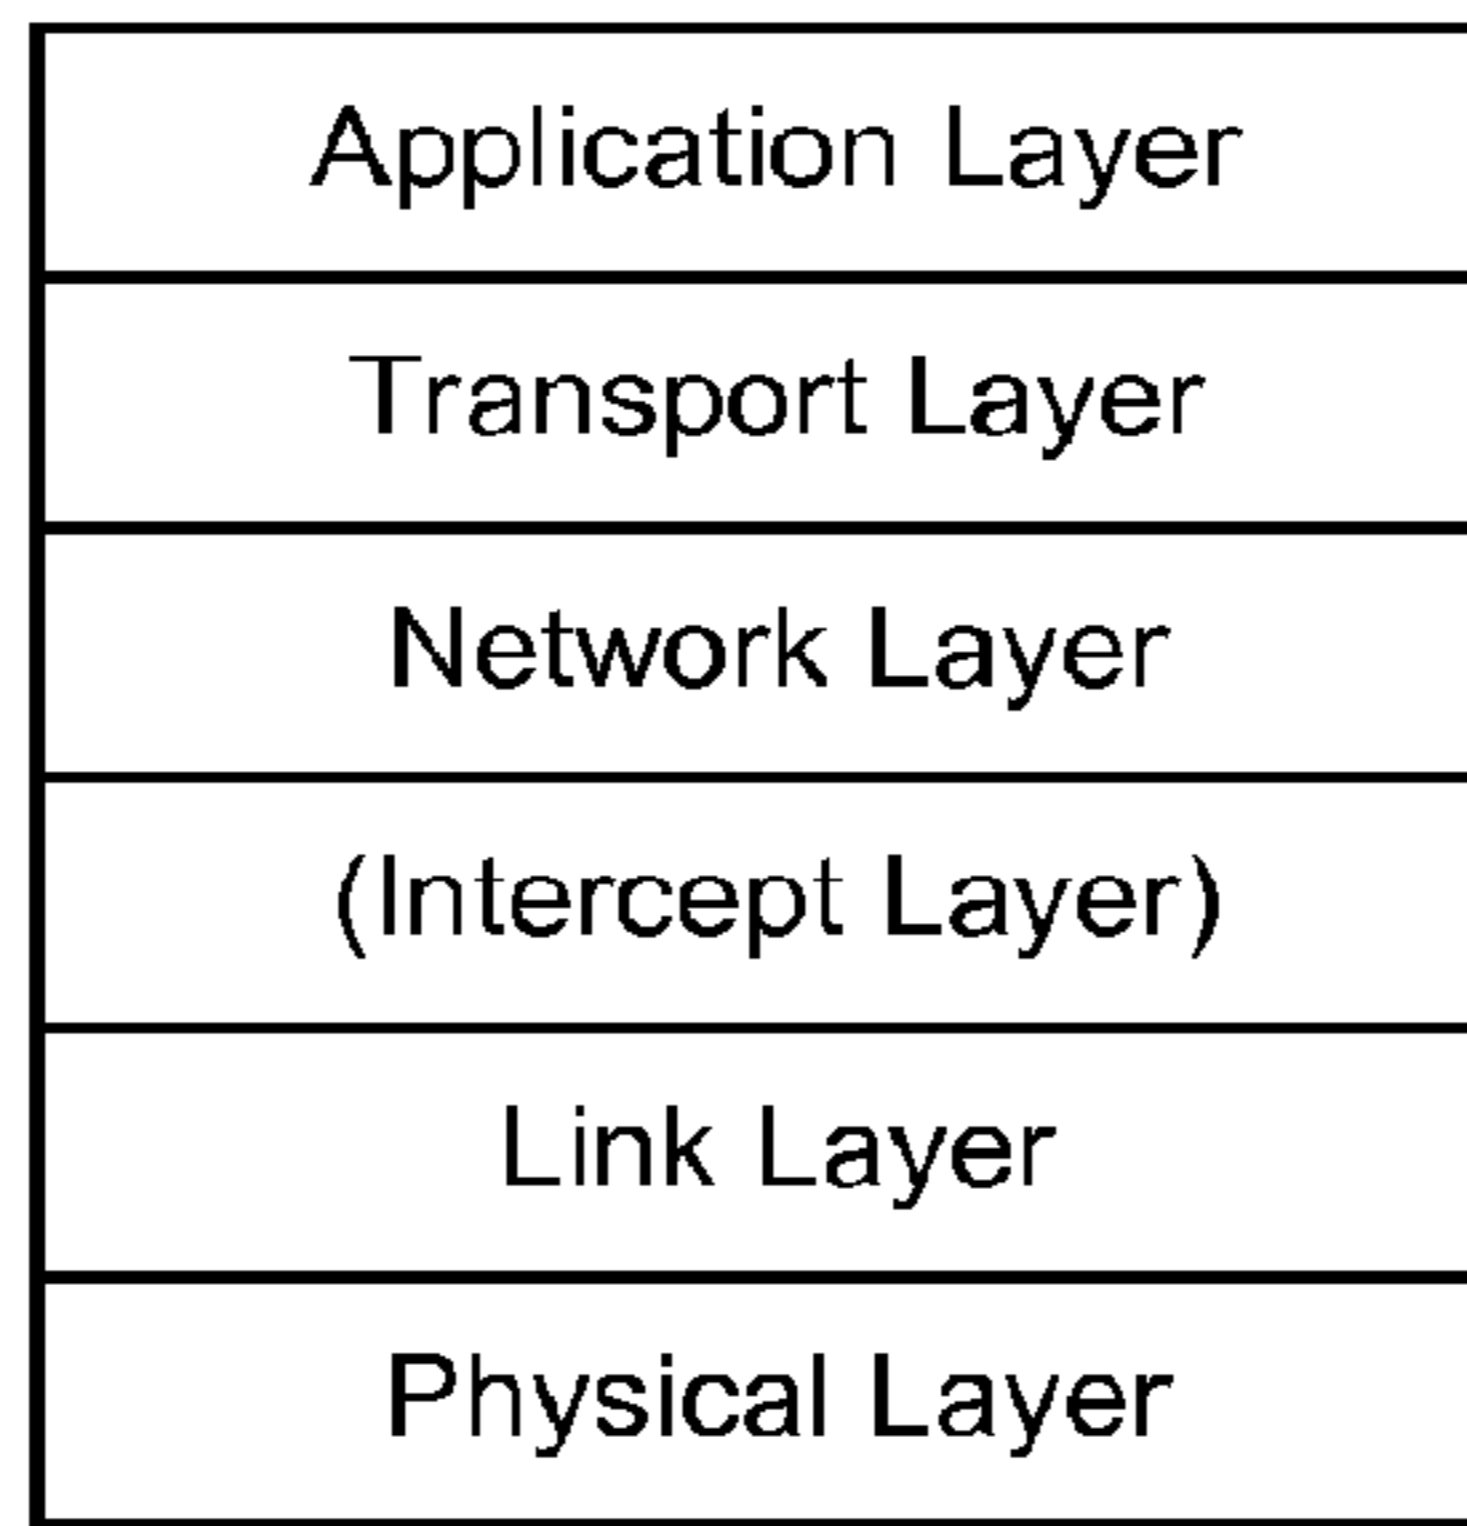 Application Layer
Transport Layer
Network Layer
(Intercept Layer)
Link Layer
Physical Layer